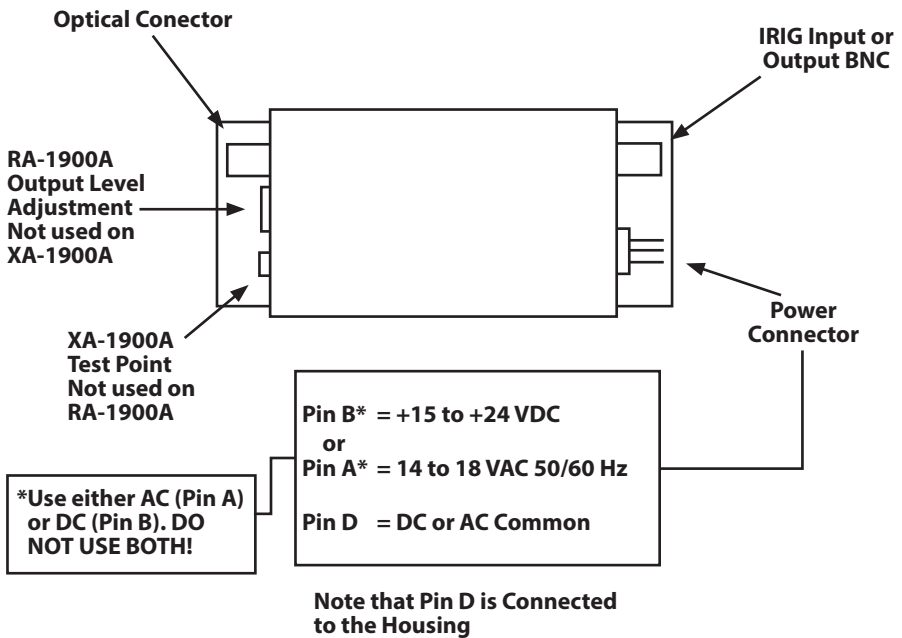 Optical Conector
IRIG Input or
Output BNC
RA-1900A
Output Level
Adjustment
Not used on
XA-1900A
XA-1900A
Test Point
Not used on
RA-1900A
Power
Connector
Pin B* = +15 to +24 VDC
or
Pin A* = 14 to 18 VAC 50/60 Hz
Pin D = DC or AC Common
*Use either AC (Pin A)
or DC (Pin B). DO
NOT USE BOTH!
Note that Pin D is Connected
to the Housing